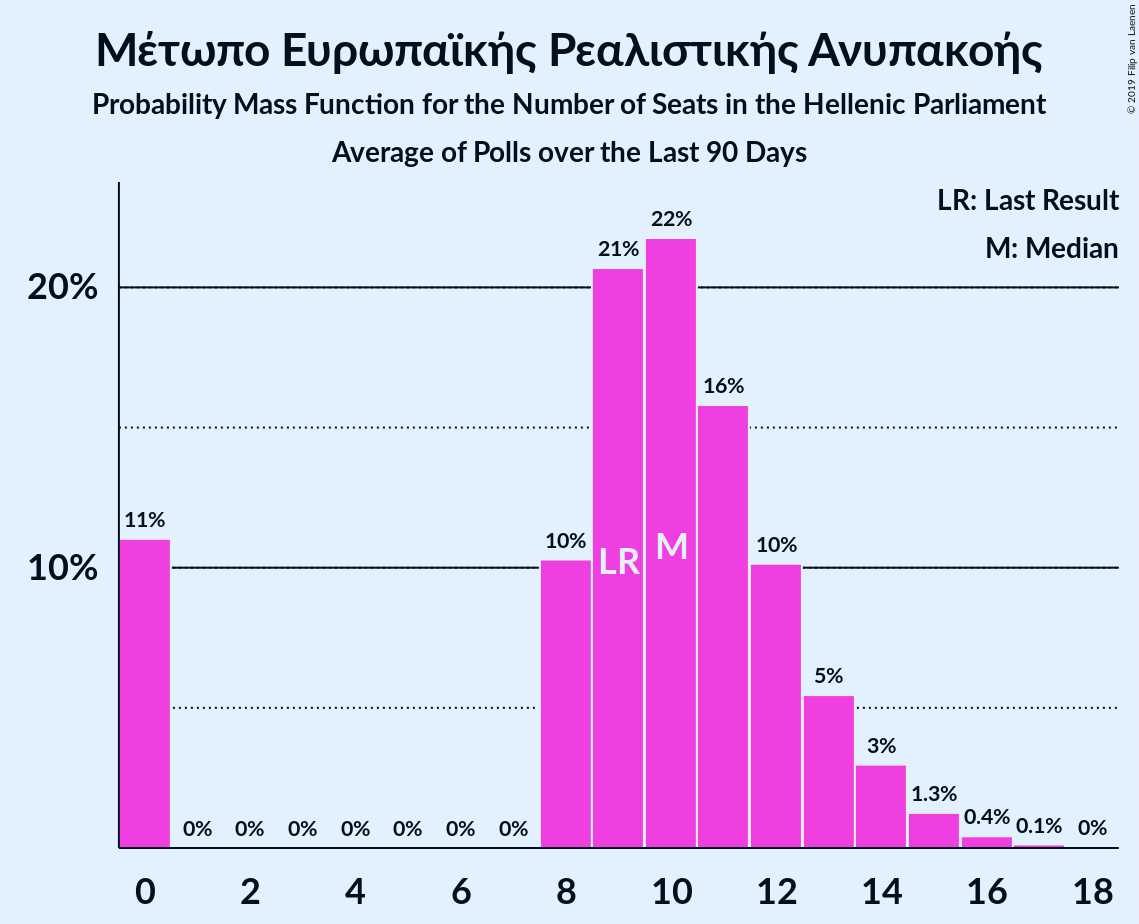 Μέτωπο Ευρωπαϊκής Ρεαλιστικής Ανυπακοής
Probability Mass Function for the Number of Seats in the Hellenic Parliament
Average of Polls over the Last 90 Days
© 2019 Filip van Laenen
LR: Last Result
M: Median
20%
10%
11%
0%
0%
0%
0%
0%
0%
0%
10%
21%
22%
16%
10%
5%
3%
1.3%
0.4%
0.1%
0%
LR
M
0 2 4 6 8 10 12 14 16 18